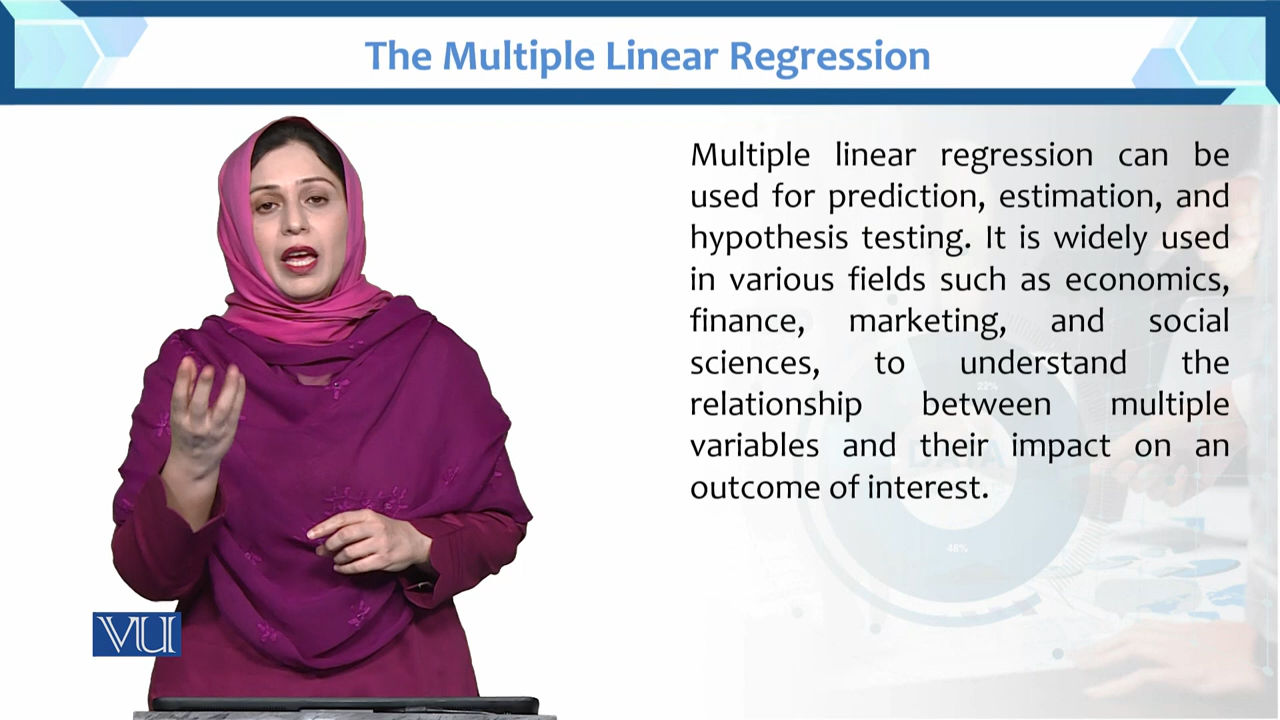 The Multiple Linear Regression
Multiple linear regression can be
used for prediction, estimation, and
hypothesis testing. It is widely used
in various fields such as economics,
finance, marketing, and social
sciences, to understand the
relationship between multiple
variables and their impact on an
outcome of interest.
22%
48%
VU